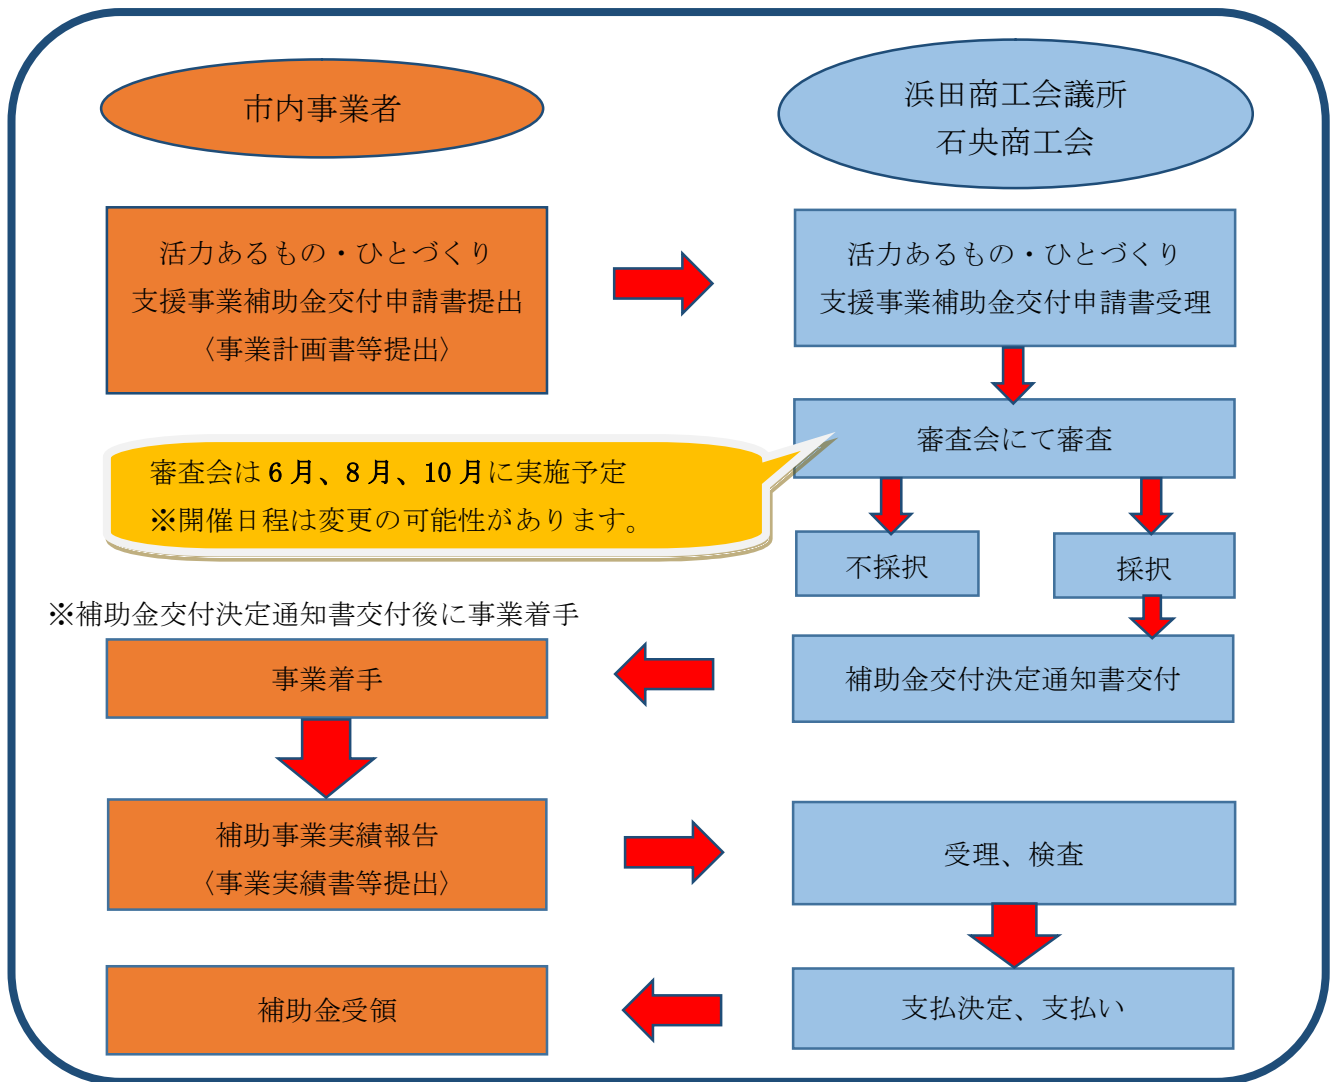 市内事業者
浜田商工会議所
石央商工会
活力あるもの・ひとづくり
支援事業補助金交付申請書提出
〈事業計画書等提出〉
活力あるもの・ひとづくり
支援事業補助金交付申請書受理
審査会にて審査
審査会は 6 月、8 月、10 月に実施予定
※開催日程は変更の可能性があります。
不採択
採択
※補助金交付決定通知書交付後に事業着手
事業着手
補助金交付決定通知書交付
補助事業実績報告
〈事業実績書等提出〉
受理、検査
補助金受領
支払決定、支払い